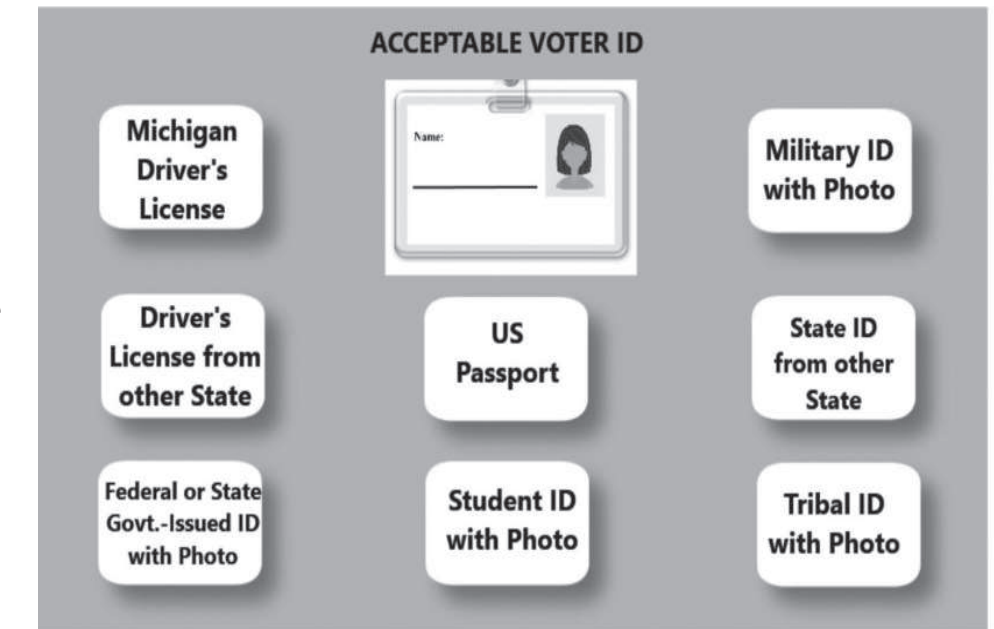 ACCEPTABLE VOTER ID
Michigan
Driver's
License
Name:
Military ID
with Photo
Driver's
License from
other State
US
Passport
State ID
from other
State
Federal or State
Govt.-Issued ID
with Photo
Student ID
with Photo
Tribal ID
with Photo